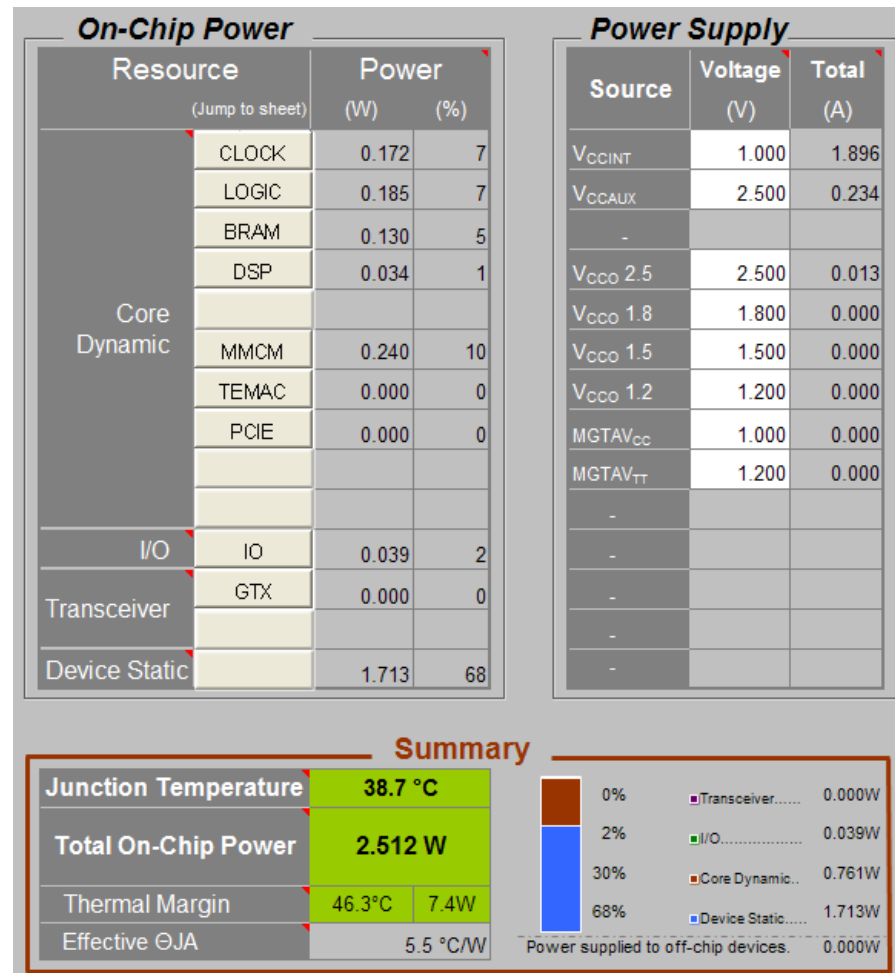 On-Chip Power
Resource Power
(Jump to sheet) (W) (%)
Core Dynamic
CLOCK 0.172 7
LOGIC 0.185 7
BRAM 0.130 5
DSP 0.034 1
MMCM 0.240 10
TEMAC 0.000 0
PCIE 0.000 0
I/O IO 0.039 2
Transceiver GTX 0.000 0
Device Static 1.713 68
Power Supply
Source Voltage Total
(V) (A)
VCCINT 1.000 1.896
VCCAUX 2.500 0.234
-
VCCO 2.5 2.500 0.013
VCCO 1.8 1.800 0.000
VCCO 1.5 1.500 0.000
VCCO 1.2 1.200 0.000
MGTAVCC 1.000 0.000
MGTAVTT 1.200 0.000
-
-
-
-
-
Summary
Junction Temperature 38.7 °C
Total On-Chip Power 2.512 W
Thermal Margin 46.3°C 7.4W
Effective ΘJA 5.5 °C/W
0% Transceiver...... 0.000W
2% I/O................. 0.039W
30% Core Dynamic.. 0.761W
68% Device Static..... 1.713W
Power supplied to off-chip devices. 0.000W